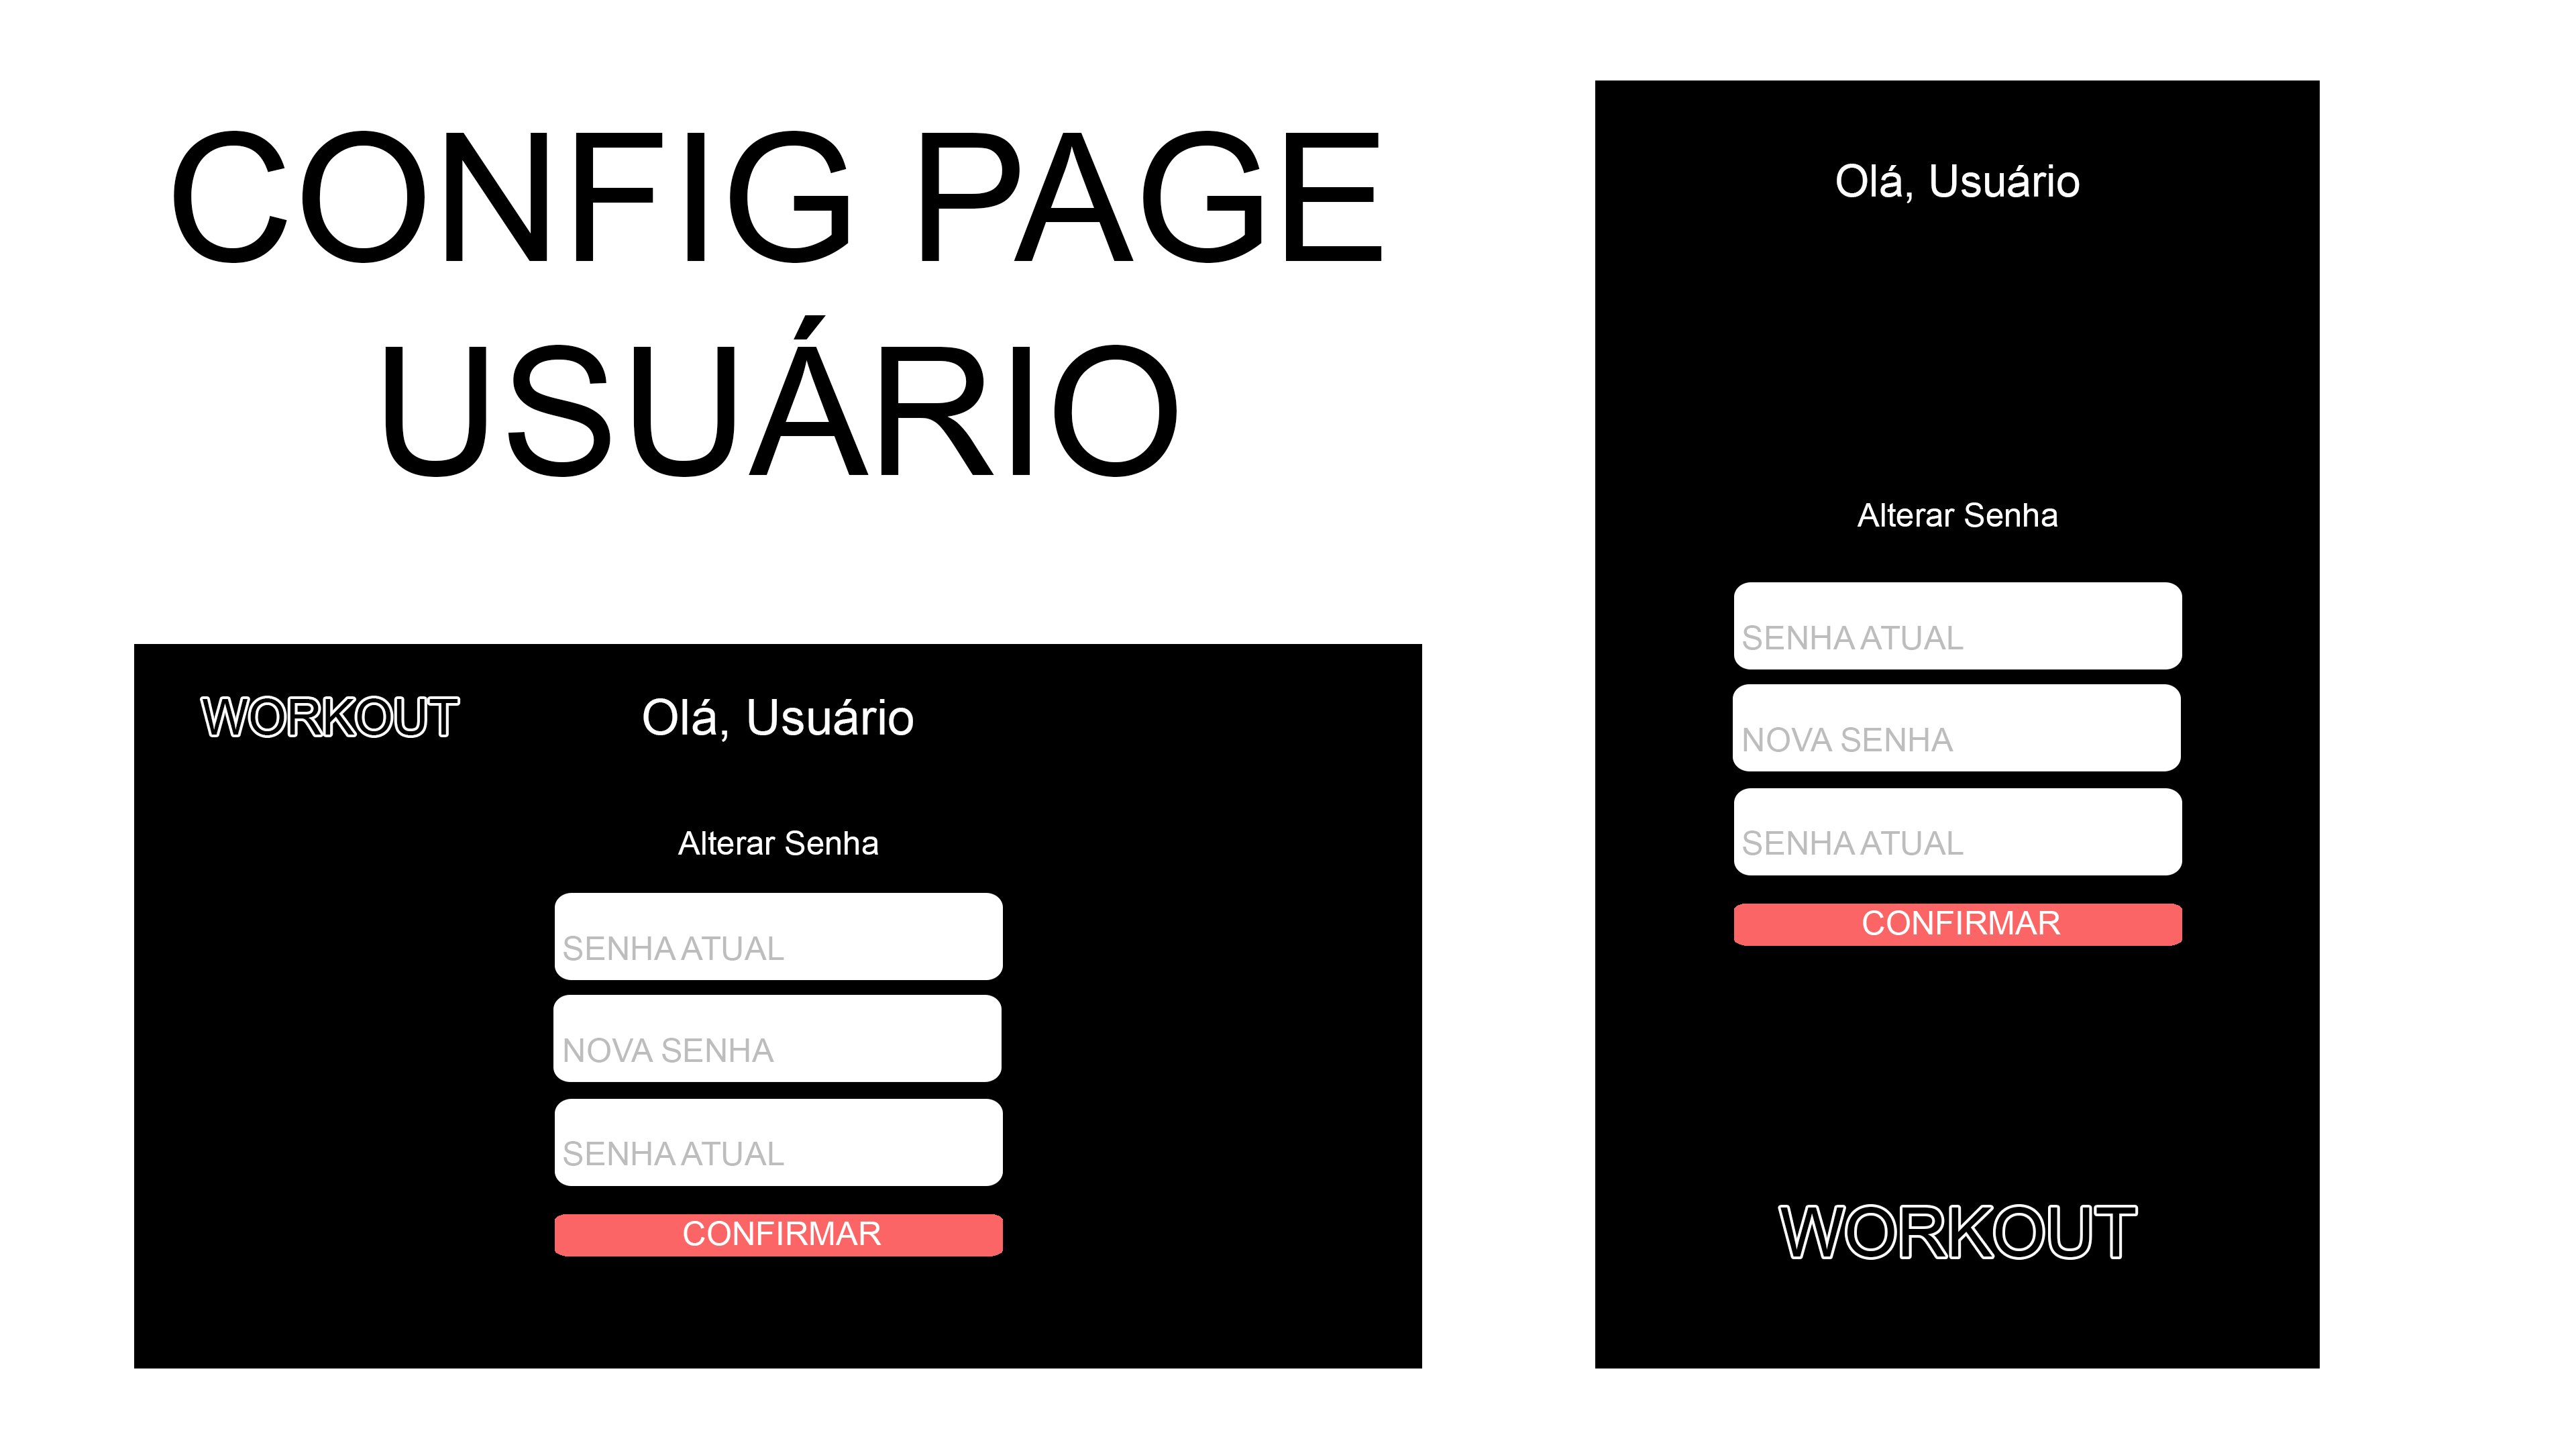 CONFIG PAGE
USUÁRIO
WORKOUT
Olá, Usuário
Alterar Senha
SENHA ATUAL
NOVA SENHA
SENHA ATUAL
CONFIRMAR
Olá, Usuário
Alterar Senha
SENHA ATUAL
NOVA SENHA
SENHA ATUAL
CONFIRMAR
WORKOUT